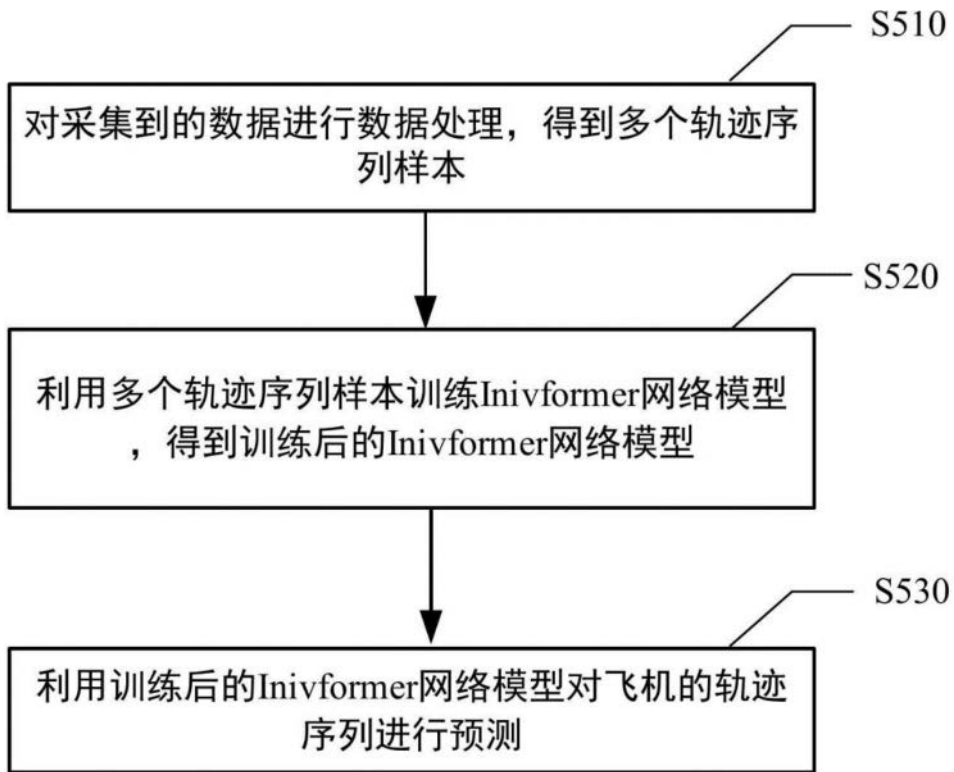 S510
对采集到的数据进行数据处理，得到多个轨迹序
列样本
S520
利用多个轨迹序列样本训练Inivformer网络模型
，得到训练后的Inivformer网络模型
S530
利用训练后的Inivformer网络模型对飞机的轨迹
序列进行预测